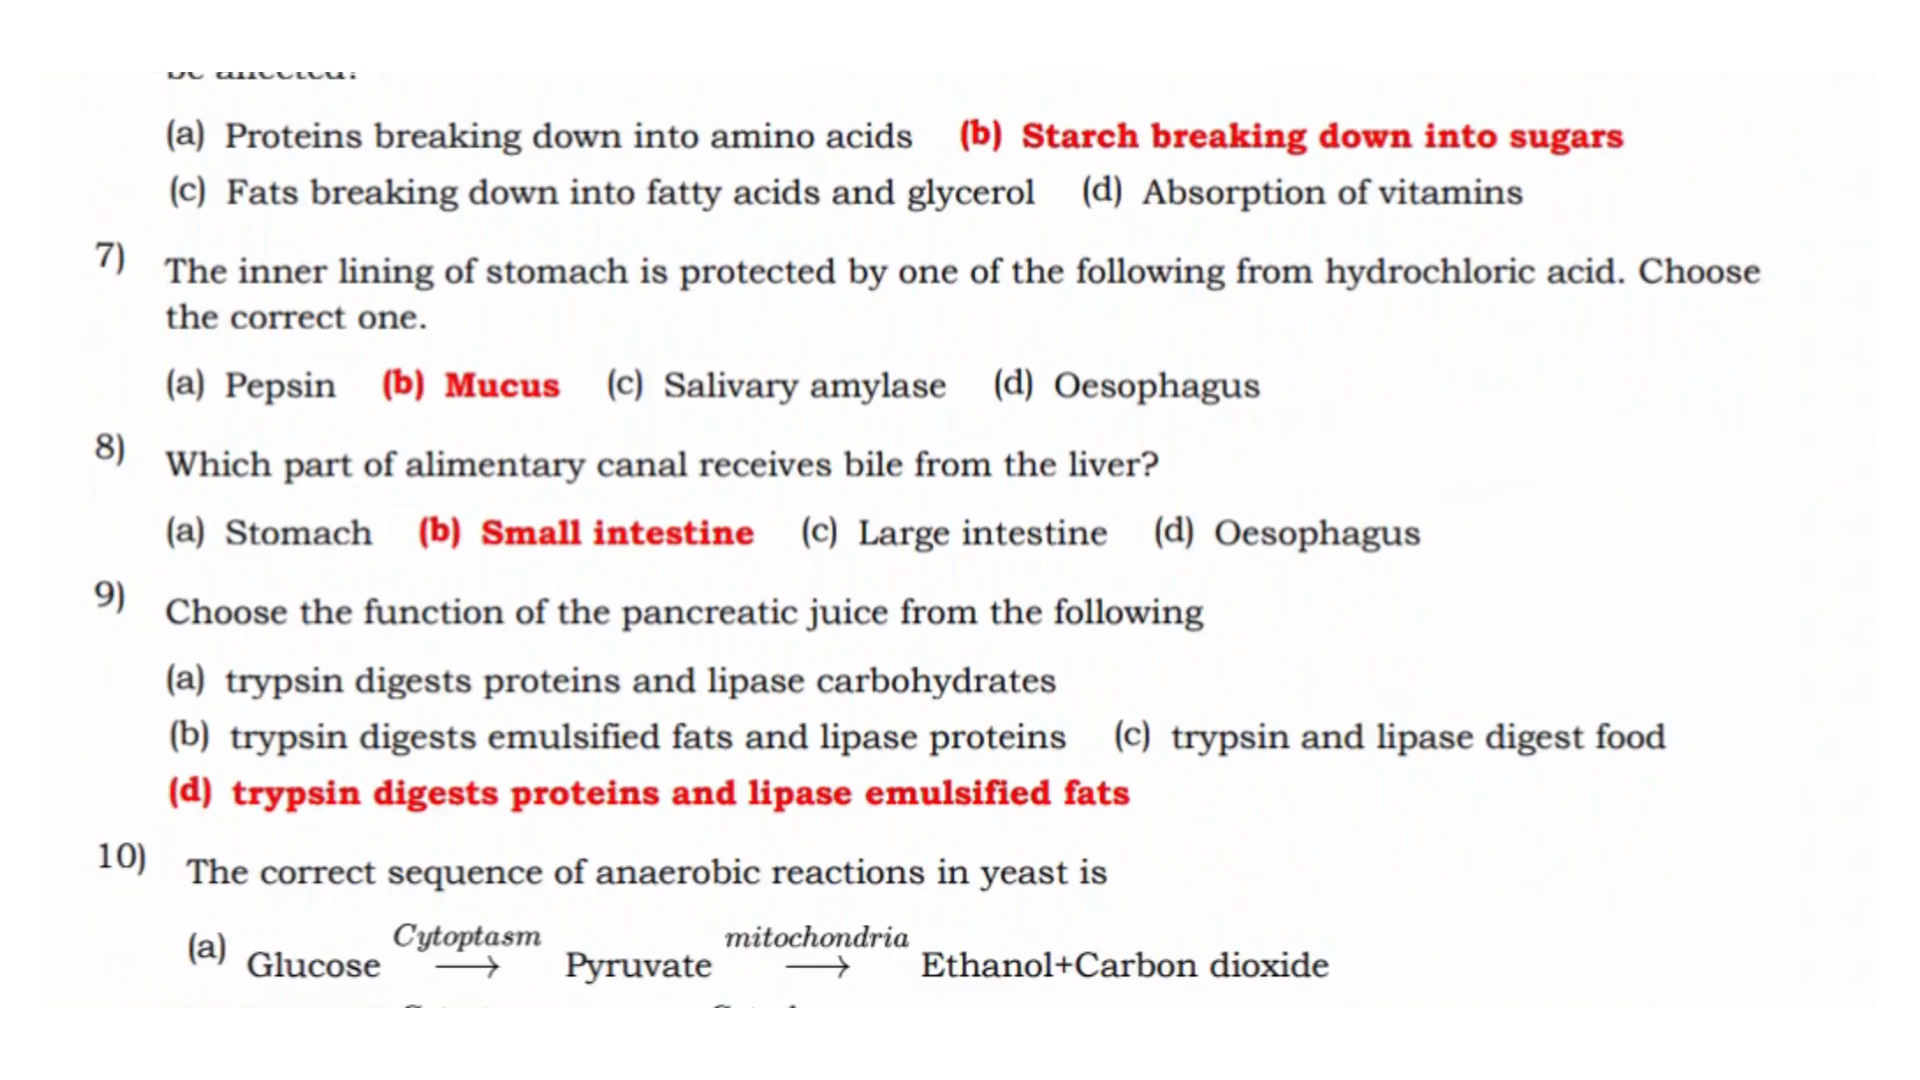 be affected?
(a) Proteins breaking down into amino acids (b) Starch breaking down into sugars
(c) Fats breaking down into fatty acids and glycerol (d) Absorption of vitamins
7) The inner lining of stomach is protected by one of the following from hydrochloric acid. Choose
the correct one.
(a) Pepsin (b) Mucus (c) Salivary amylase (d) Oesophagus
8) Which part of alimentary canal receives bile from the liver?
(a) Stomach (b) Small intestine (c) Large intestine (d) Oesophagus
9) Choose the function of the pancreatic juice from the following
(a) trypsin digests proteins and lipase carbohydrates
(b) trypsin digests emulsified fats and lipase proteins (c) trypsin and lipase digest food
(d) trypsin digests proteins and lipase emulsified fats
10) The correct sequence of anaerobic reactions in yeast is
Cytoptasm mitochondria
(a) Glucose → Pyruvate → Ethanol+Carbon dioxide